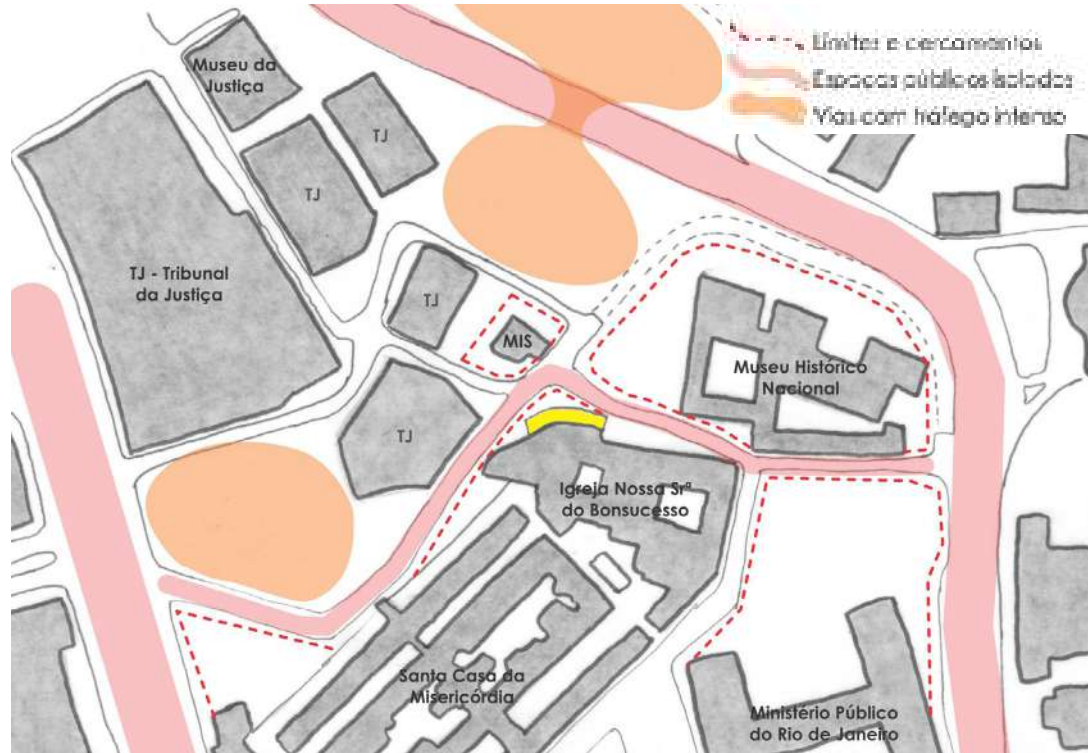 Limites e cercamentos
Espaços públicos isolados
Vias com tráfego intenso
Museu da
Justiça
TJ
TJ
TJ - Tribunal
da Justiça
TJ
MIS
Museu Histórico
Nacional
TJ
Igreja Nossa Srª
do Bonsucesso
Santa Casa da
Misericórdia
Ministério Público
do Rio de Janeiro